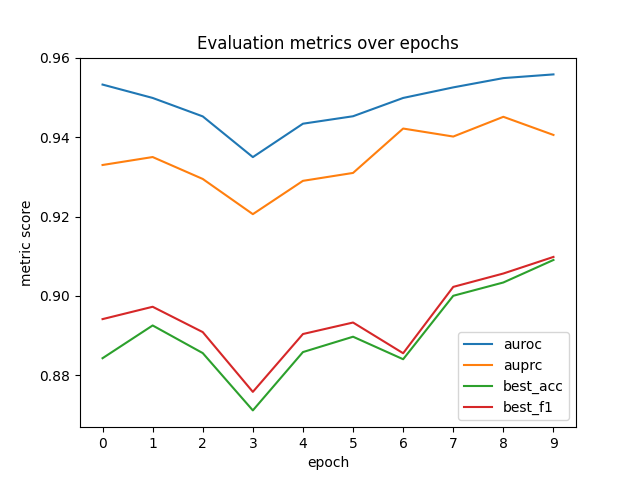 Evaluation metrics over epochs
metric score
0.96
0.94
0.92
0.90
0.88
auroc
auprc
best_acc
best_f1
0 1 2 3 4 5 6 7 8 9
epoch